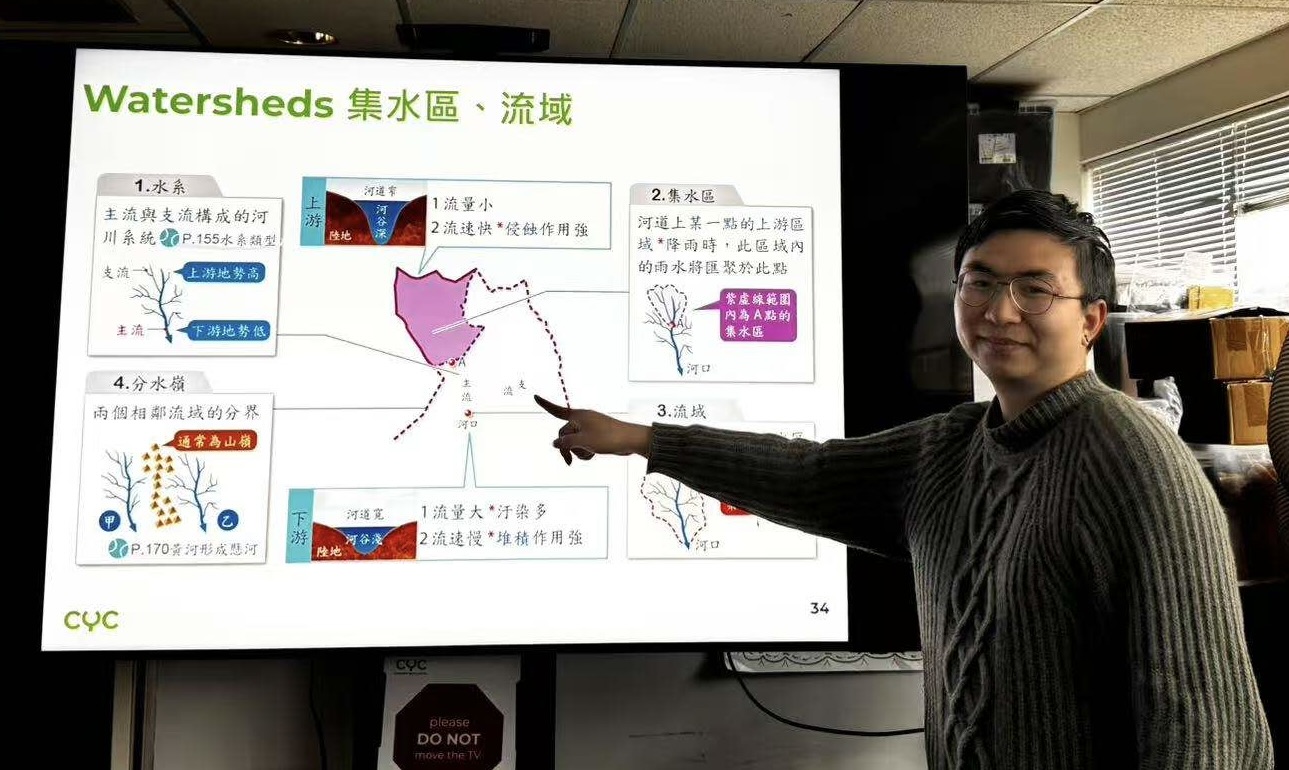 Watersheds 集水區、流域
1.水系
主流與支流構成的河
川系統 P.155水系類型
支流
上游地勢高
主流
下游地勢低
上游
河道窄
河谷深
陸地
1 流量小
2 流速快*侵蝕作用強
2.集水區
河道上某一點的上游區
域*降雨時，此區域內
的雨水將匯聚於此點
A
紫虛線範圍
內為A點的
集水區
河口
A
主流
支流
河口
4.分水嶺
兩個相鄰流域的分界
通常為山嶺
甲
乙
P.170黃河形成懸河
下游
河道寬
河谷淺
陸地
1 流量大*汙染多
2 流速慢*堆積作用強
3.流域
河口
CYC
34
CYC
please
DO NOT
move the TV